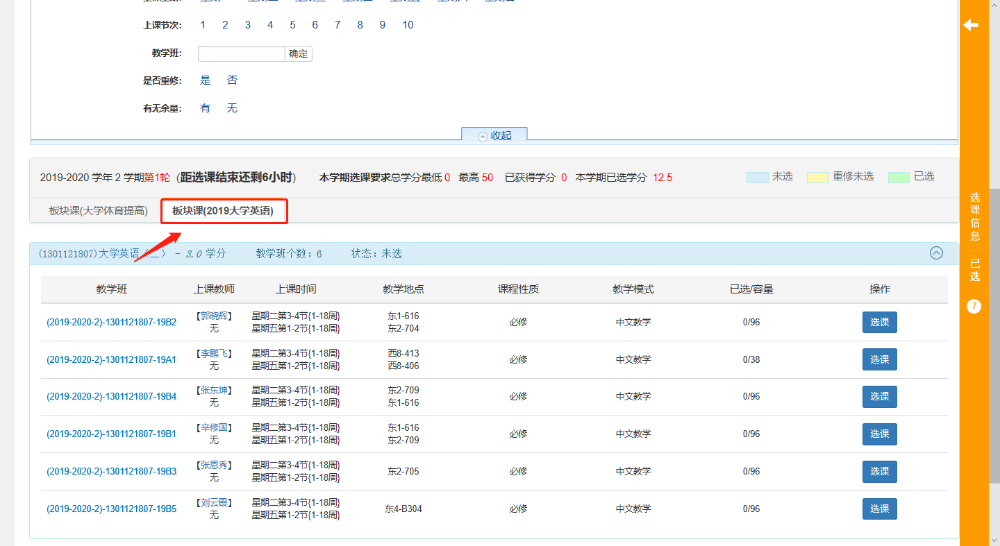 上课节次: 1 2 3 4 5 6 7 8 9 10
教学班: 确定
是否重修: 是 否
有无余量: 有 无
收起
2019-2020 学年 2 学期第1轮 (距选课结束还剩6小时) 本学期选课要求总学分最低 0 最高 50 已获得学分 0 本学期已选学分 12.5 未选 重修未选 已选
板块课(大学体育提高) 板块课(2019大学英语)
(1301121807)大学英语（二） - 3.0 学分 教学班个数：6 状态：未选
教学班 上课教师 上课时间 教学地点 课程性质 教学模式 已选/容量 操作
(2019-2020-2)-1301121807-19B2 【郭晓辉】 星期二第3-4节{1-18周} 东1-616 必修 中文教学 0/96 选课
无 星期五第1-2节{1-18周} 东2-704
(2019-2020-2)-1301121807-19A1 【李鹏飞】 星期二第3-4节{1-18周} 西8-413 必修 中文教学 0/38 选课
无 星期五第1-2节{1-18周} 西8-406
(2019-2020-2)-1301121807-19B4 【张东坤】 星期二第3-4节{1-18周} 东2-709 必修 中文教学 0/96 选课
无 星期五第1-2节{1-18周} 东1-616
(2019-2020-2)-1301121807-19B1 【辛修国】 星期二第3-4节{1-18周} 东1-616 必修 中文教学 0/96 选课
无 星期五第1-2节{1-18周} 东2-709
(2019-2020-2)-1301121807-19B3 【张恩秀】 星期二第3-4节{1-18周} 东2-705 必修 中文教学 0/96 选课
无 星期五第1-2节{1-18周}
(2019-2020-2)-1301121807-19B5 【刘云霞】 星期二第3-4节{1-18周} 东4-B304 必修 中文教学 0/96 选课
无 星期五第1-2节{1-18周}
选课信息
已选
7